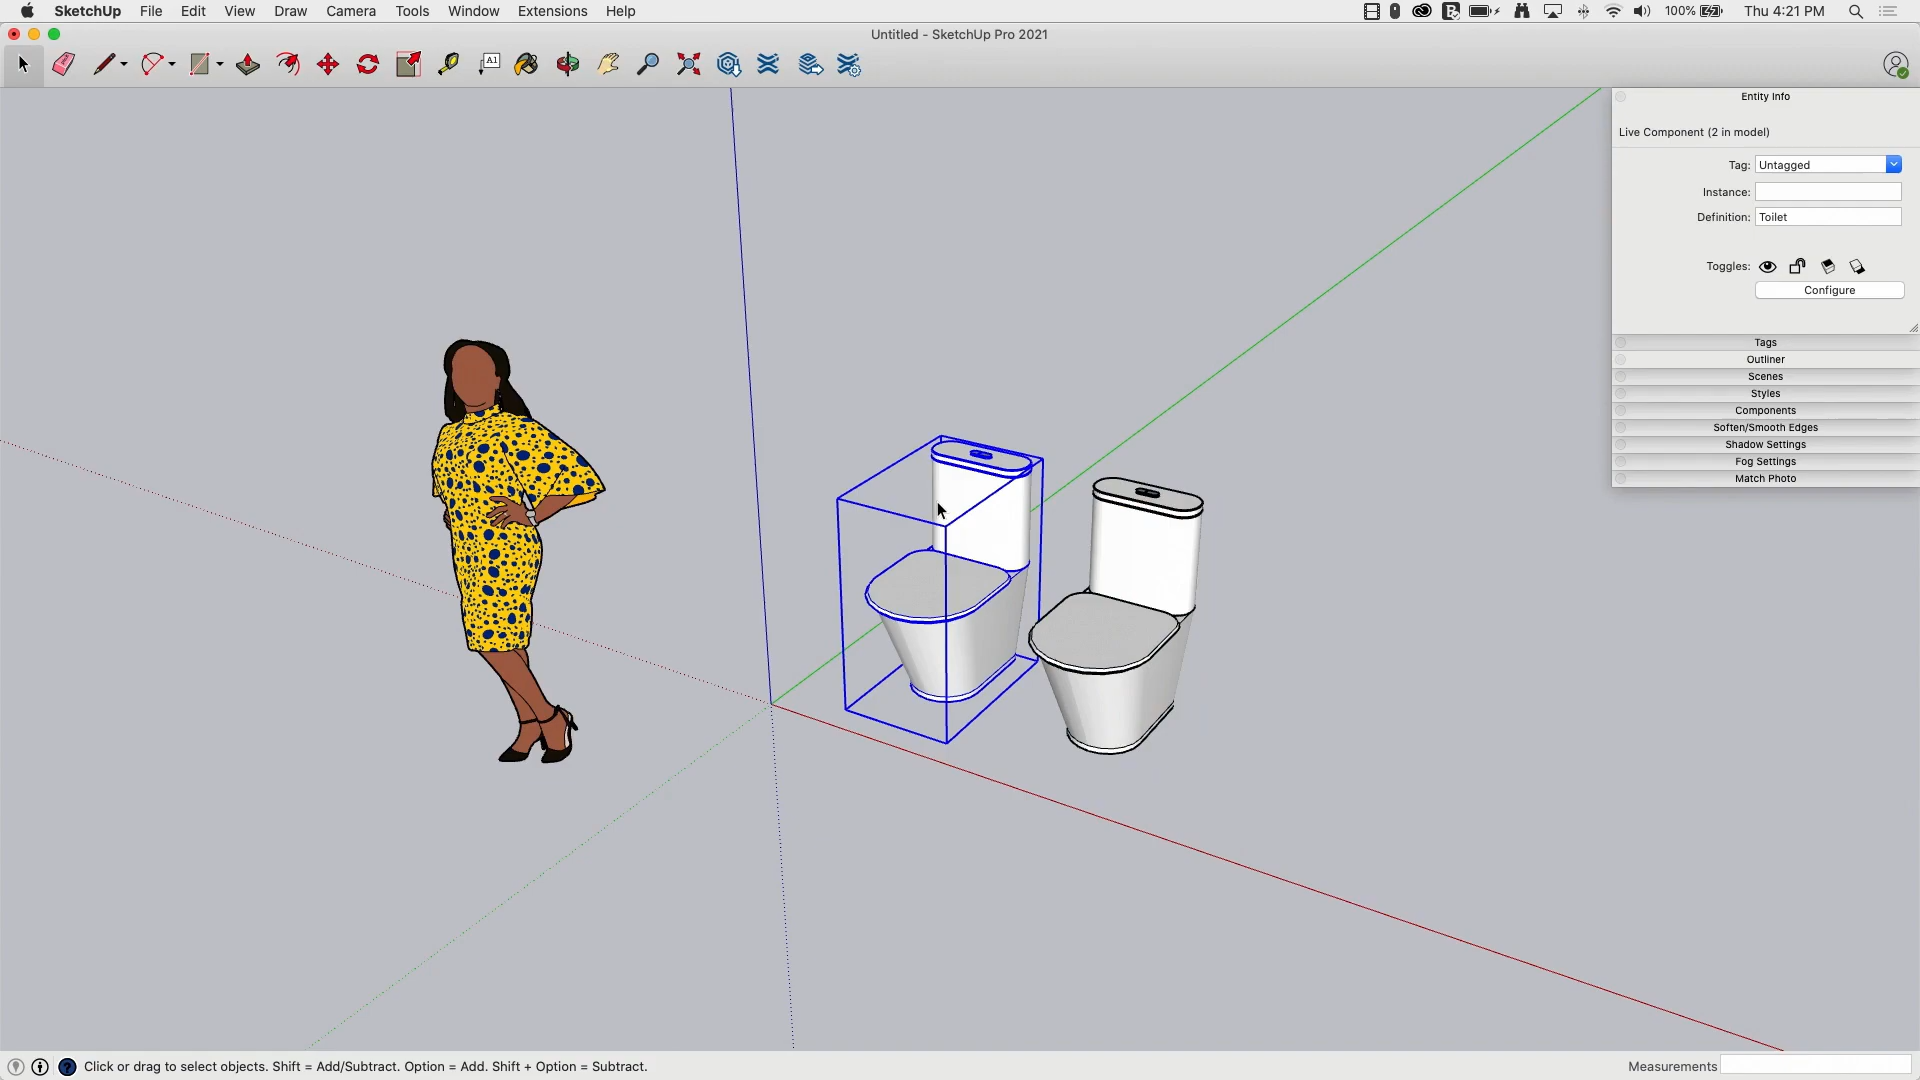 SketchUp File Edit View Draw Camera Tools Window Extensions Help 100% Thu 4:21 PM
Untitled - SketchUp Pro 2021
A1
Entity Info
Live Component (2 in model)
Tag: Untagged
Instance:
Definition: Toilet
Toggles:
Configure
Tags
Outliner
Scenes
Styles
Components
Soften/Smooth Edges
Shadow Settings
Fog Settings
Match Photo
Click or drag to select objects. Shift = Add/Subtract. Option = Add. Shift + Option = Subtract.
Measurements